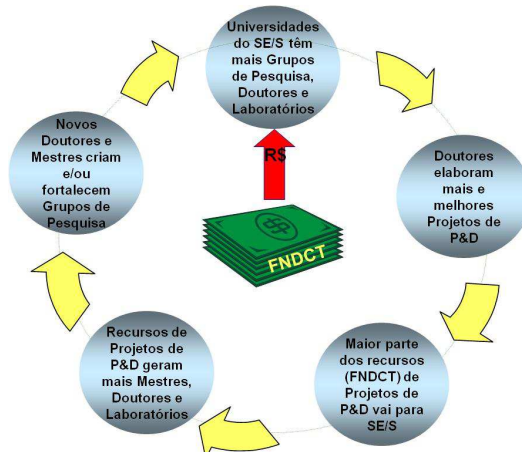 Universidades
do SE/S têm
mais Grupos
de Pesquisa,
Doutores e
Laboratórios
Doutores
elaboram
mais e
melhores
Projetos de
P&D
Maior parte
dos recursos
(FNDCT) de
Projetos de
P&D vai para
SE/S
Recursos de
Projetos de
P&D geram
mais Mestres,
Doutores e
Laboratórios
Novos
Doutores e
Mestres criam
e/ou
fortalecem
Grupos de
Pesquisa
R$
FNDCT